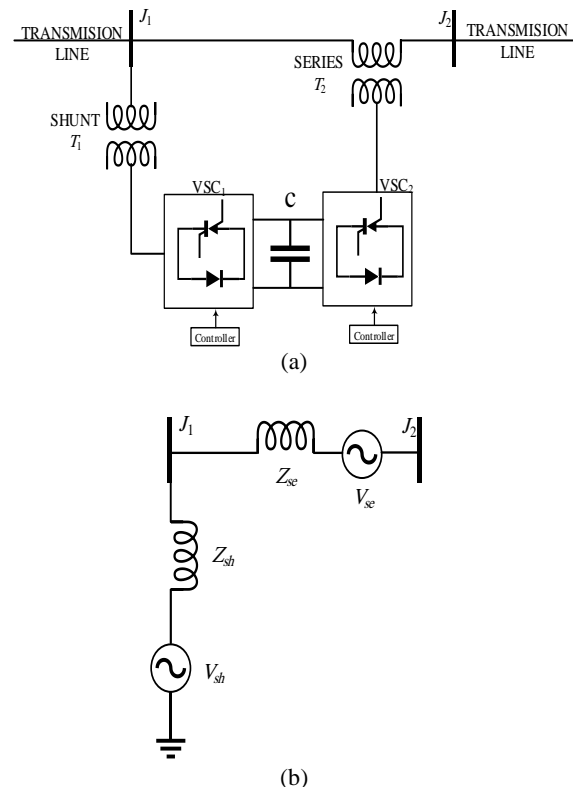 J1
J2
TRANSMISION
LINE
TRANSMISION
LINE
SERIES
T2
SHUNT
T1
VSC1
C
VSC2
Controller
Controller
(a)
J1
J2
Zse
Vse
Zsh
Vsh
(b)